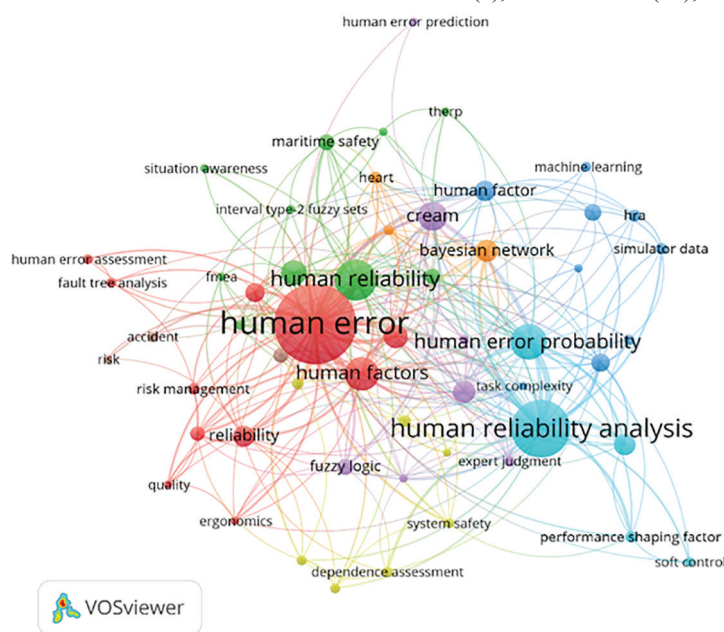 human error prediction
therp
maritime safety
machine learning
situation awareness
heart
human factor
interval type-2 fuzzy sets
cream
hra
bayesian network
simulator data
human error assessment
fmea
human reliability
fault tree analysis
human error
accident
human error probability
risk
human factors
risk management
task complexity
human reliability analysis
reliability
fuzzy logic
expert judgment
quality
ergonomics
system safety
performance shaping factor
soft control
dependence assessment
VOSviewer